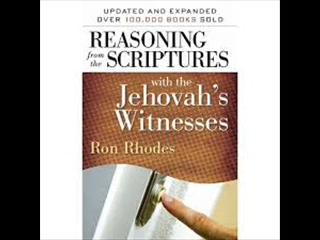 UPDATED AND EXPANDED
OVER 100,000 BOOKS SOLD
REASONING
from the SCRIPTURES
with the
Jehovah's
Witnesses
Ron Rhodes